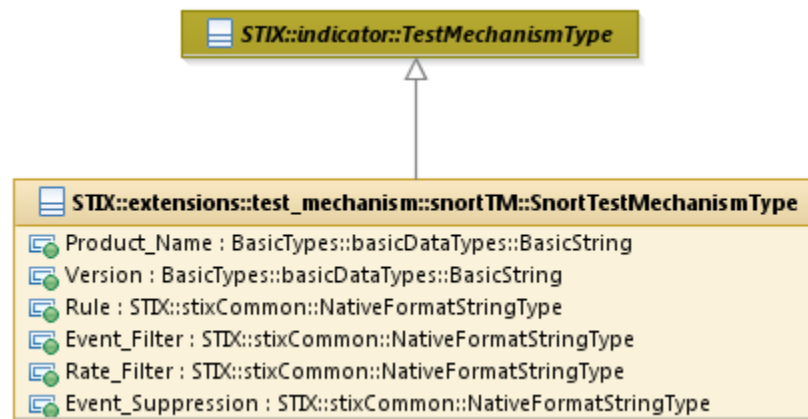 STIX::indicator::TestMechanismType
STIX::extensions::test_mechanism::snortTM::SnortTestMechanismType
Product_Name : BasicTypes::basicDataTypes::BasicString
Version : BasicTypes::basicDataTypes::BasicString
Rule : STIX::stixCommon::NativeFormatStringType
Event_Filter : STIX::stixCommon::NativeFormatStringType
Rate_Filter : STIX::stixCommon::NativeFormatStringType
Event_Suppression : STIX::stixCommon::NativeFormatStringType